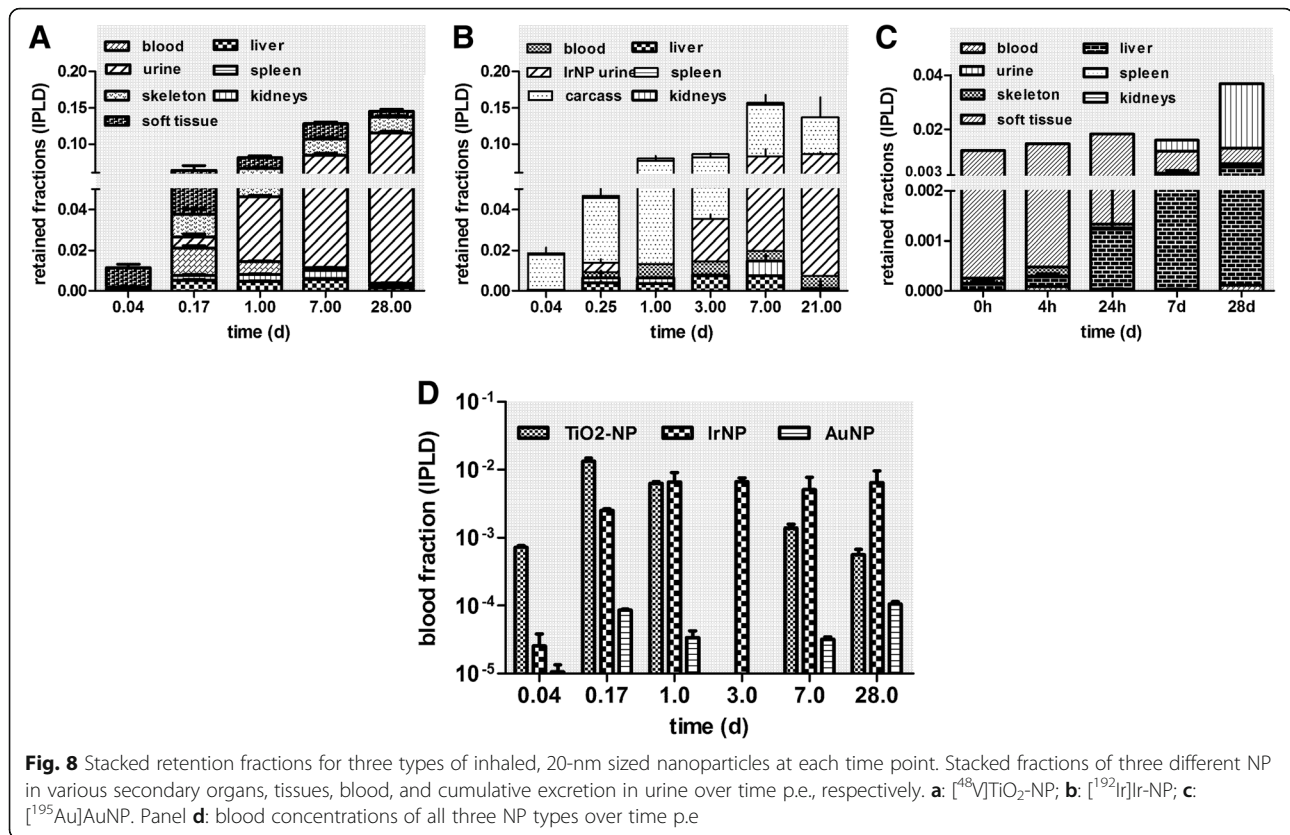 A
blood liver
urine spleen
skeleton kidneys
soft tissue
retained fractions (IPLD)
0.20
0.15
0.10
0.04
0.02
0.00
0.04 0.17 1.00 7.00 28.00
time (d)
B
blood liver
IrNP urine spleen
carcass kidneys
retained fractions (IPLD)
0.20
0.15
0.10
0.04
0.02
0.00
0.04 0.25 1.00 3.00 7.00 21.00
time (d)
C
blood liver
urine spleen
skeleton kidneys
soft tissue
retained fractions (IPLD)
0.04
0.02
0.003
0.002
0.001
0.000
0h 4h 24h 7d 28d
time (d)
D
TiO2-NP IrNP AuNP
blood fraction (IPLD)
10-1
10-2
10-3
10-4
10-5
0.04 0.17 1.0 3.0 7.0 28.0
time (d)
Fig. 8 Stacked retention fractions for three types of inhaled, 20-nm sized nanoparticles at each time point. Stacked fractions of three different NP
in various secondary organs, tissues, blood, and cumulative excretion in urine over time p.e., respectively. a: [48V]TiO2-NP; b: [192Ir]Ir-NP; c:
[195Au]AuNP. Panel d: blood concentrations of all three NP types over time p.e